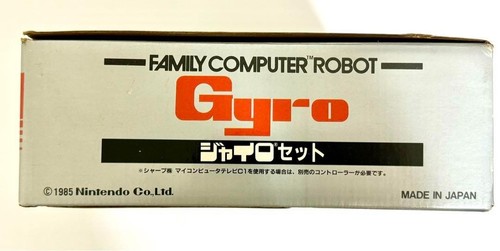 FAMILY COMPUTER™ ROBOT
Gyro
ジャイロ®セット
※シャープ㈱ マイコンピュータテレビC1を使用する場合は、別売のコントローラーが必要です。
© 1985 Nintendo Co., Ltd.
MADE IN JAPAN